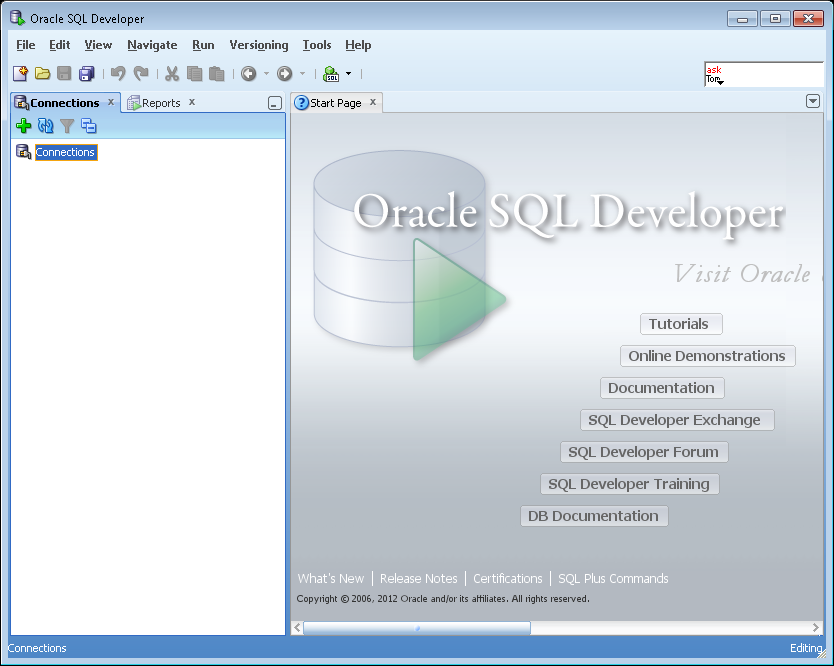 Oracle SQL Developer
File Edit View Navigate Run Versioning Tools Help
SQL
ask
Tom
Connections x Reports x
? Start Page x
Connections
Oracle SQL Developer
Visit Oracle
Tutorials
Online Demonstrations
Documentation
SQL Developer Exchange
SQL Developer Forum
SQL Developer Training
DB Documentation
What's New | Release Notes | Certifications | SQL Plus Commands
Copyright © 2006, 2012 Oracle and/or its affiliates. All rights reserved.
Connections Editing